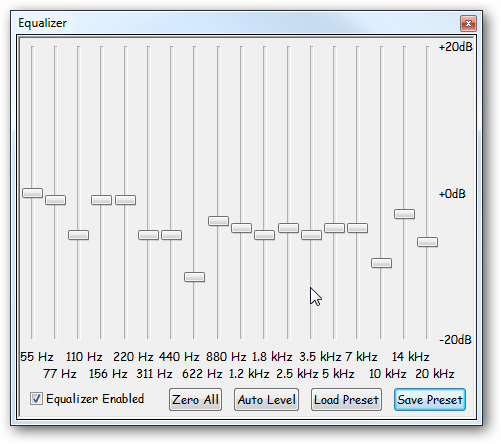 Equalizer
+20dB
+0dB
-20dB
55 Hz 110 Hz 220 Hz 440 Hz 880 Hz 1.8 kHz 3.5 kHz 7 kHz 14 kHz
77 Hz 156 Hz 311 Hz 622 Hz 1.2 kHz 2.5 kHz 5 kHz 10 kHz 20 kHz
Equalizer Enabled Zero All Auto Level Load Preset Save Preset